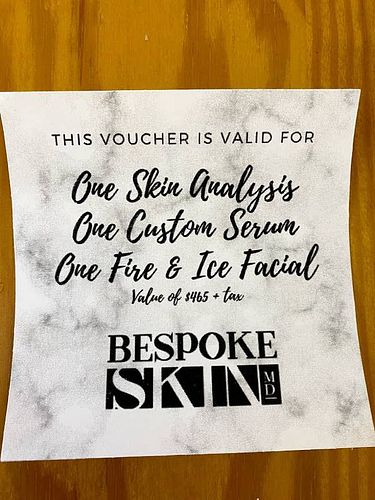 THIS VOUCHER IS VALID FOR
One Skin Analysis
One Custom Serum
One Fire & Ice Facial
Value of $465 + tax
BESPOKE
SKIN MD